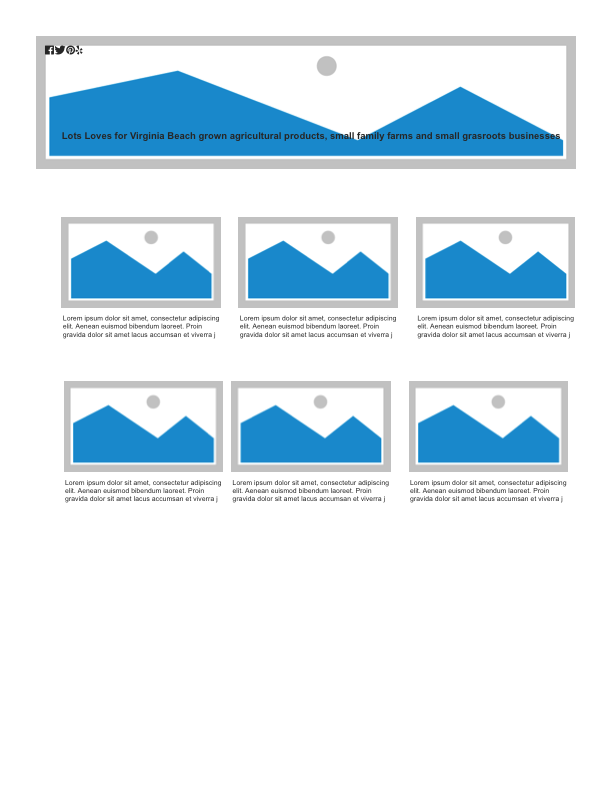 Lots Loves for Virginia Beach grown agricultural products, small family farms and small grasroots businesses
Lorem ipsum dolor sit amet, consectetur adipiscing
elit. Aenean euismod bibendum laoreet. Proin
gravida dolor sit amet lacus accumsan et viverra j
Lorem ipsum dolor sit amet, consectetur adipiscing
elit. Aenean euismod bibendum laoreet. Proin
gravida dolor sit amet lacus accumsan et viverra j
Lorem ipsum dolor sit amet, consectetur adipiscing
elit. Aenean euismod bibendum laoreet. Proin
gravida dolor sit amet lacus accumsan et viverra j
Lorem ipsum dolor sit amet, consectetur adipiscing
elit. Aenean euismod bibendum laoreet. Proin
gravida dolor sit amet lacus accumsan et viverra j
Lorem ipsum dolor sit amet, consectetur adipiscing
elit. Aenean euismod bibendum laoreet. Proin
gravida dolor sit amet lacus accumsan et viverra j
Lorem ipsum dolor sit amet, consectetur adipiscing
elit. Aenean euismod bibendum laoreet. Proin
gravida dolor sit amet lacus accumsan et viverra j